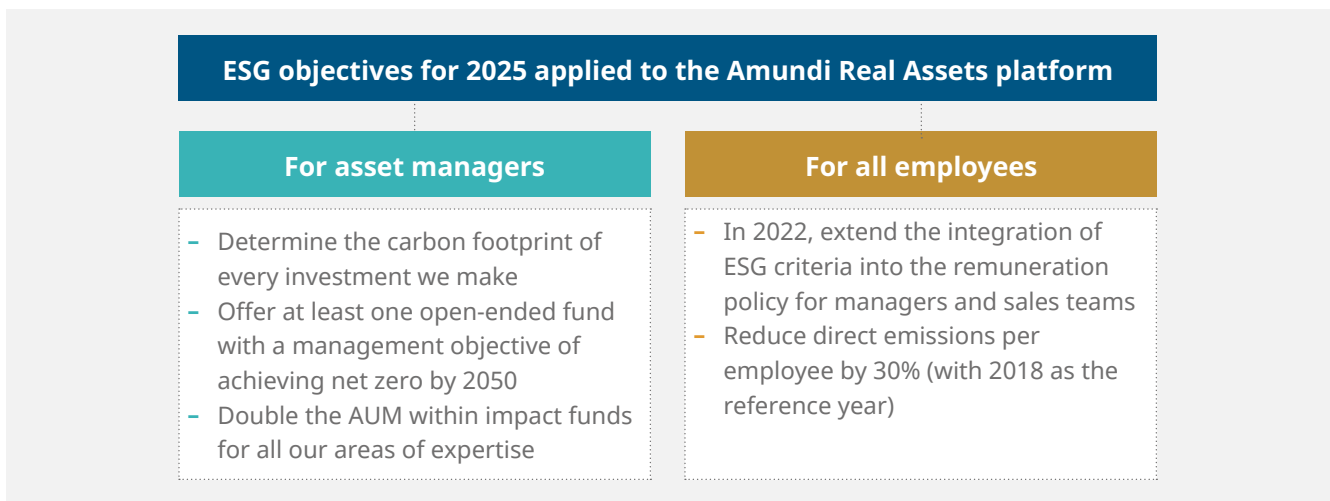 ESG objectives for 2025 applied to the Amundi Real Assets platform
For asset managers
– Determine the carbon footprint of
every investment we make
– Offer at least one open-ended fund
with a management objective of
achieving net zero by 2050
– Double the AUM within impact funds
for all our areas of expertise
For all employees
– In 2022, extend the integration of
ESG criteria into the remuneration
policy for managers and sales teams
– Reduce direct emissions per
employee by 30% (with 2018 as the
reference year)